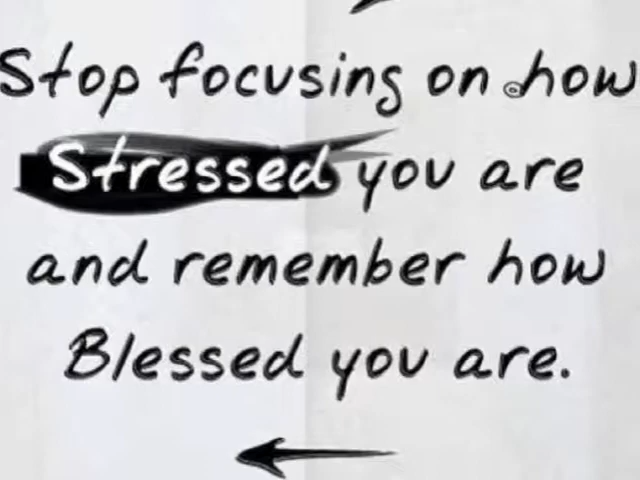 Stop focusing on how
Stressed you are
and remember how
Blessed you are.